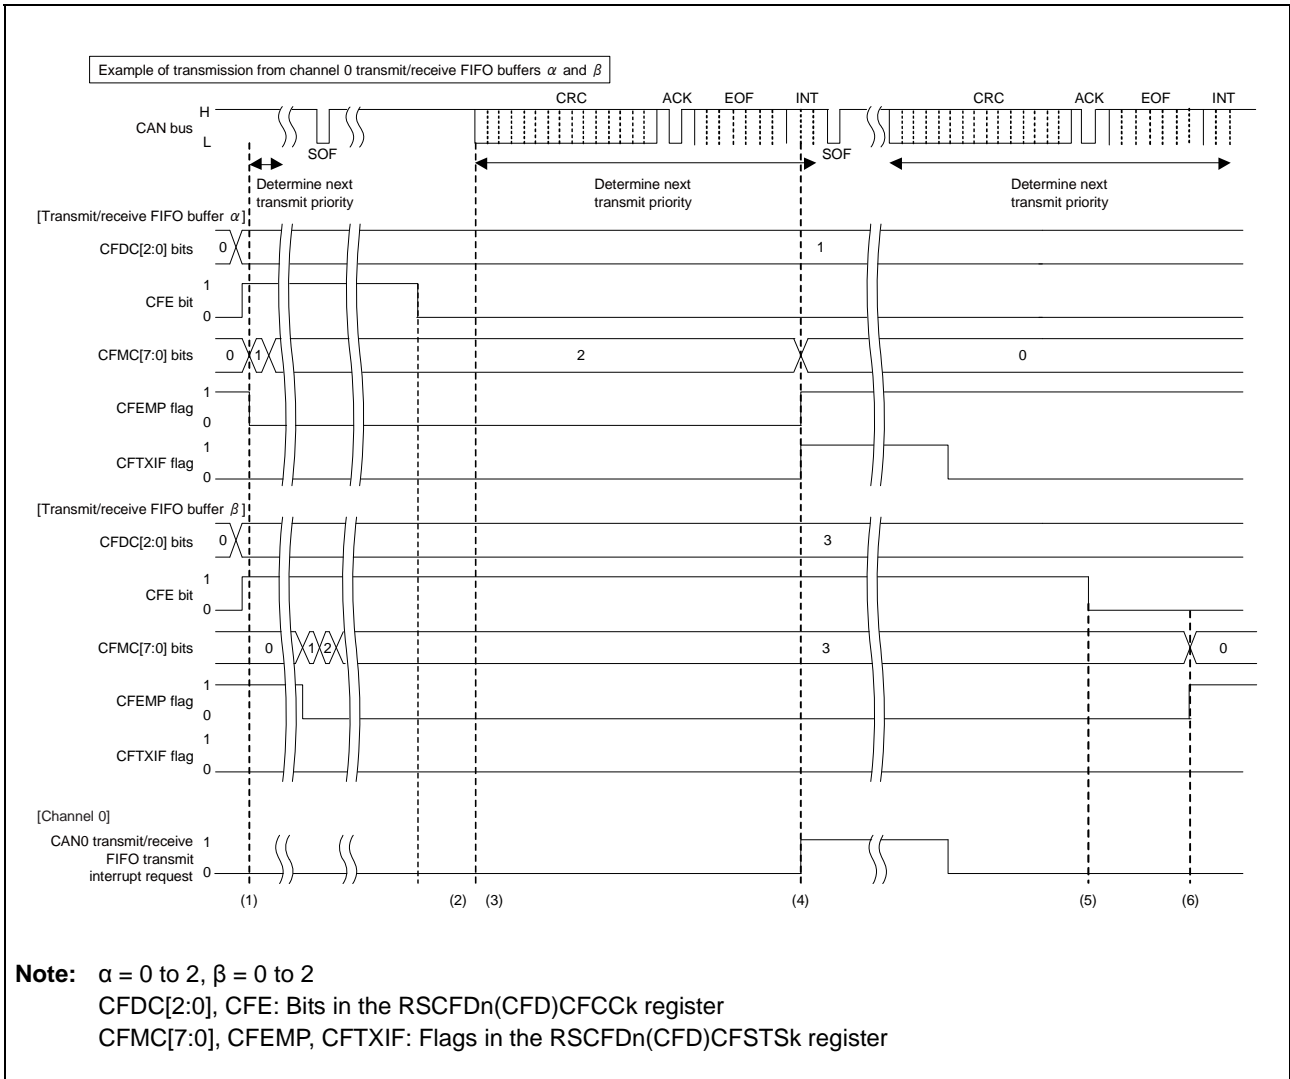 Example of transmission from channel 0 transmit/receive FIFO buffers α and β
CRC ACK EOF INT CRC ACK EOF INT
H
CAN bus
L
SOF SOF
Determine next transmit priority
Determine next transmit priority
Determine next transmit priority
[Transmit/receive FIFO buffer α]
CFDC[2:0] bits 0 1
1
CFE bit
0
CFMC[7:0] bits 0 1 2 0
1
CFEMP flag
0
1
CFTXIF flag
0
[Transmit/receive FIFO buffer β]
CFDC[2:0] bits 0 3
1
CFE bit
0
CFMC[7:0] bits 0 1 2 3 0
1
CFEMP flag
0
1
CFTXIF flag
0
[Channel 0]
CAN0 transmit/receive 1
FIFO transmit
interrupt request 0
(1) (2) (3) (4) (5) (6)
Note: α = 0 to 2, β = 0 to 2
CFDC[2:0], CFE: Bits in the RSCFDn(CFD)CFCCk register
CFMC[7:0], CFEMP, CFTXIF: Flags in the RSCFDn(CFD)CFSTSk register